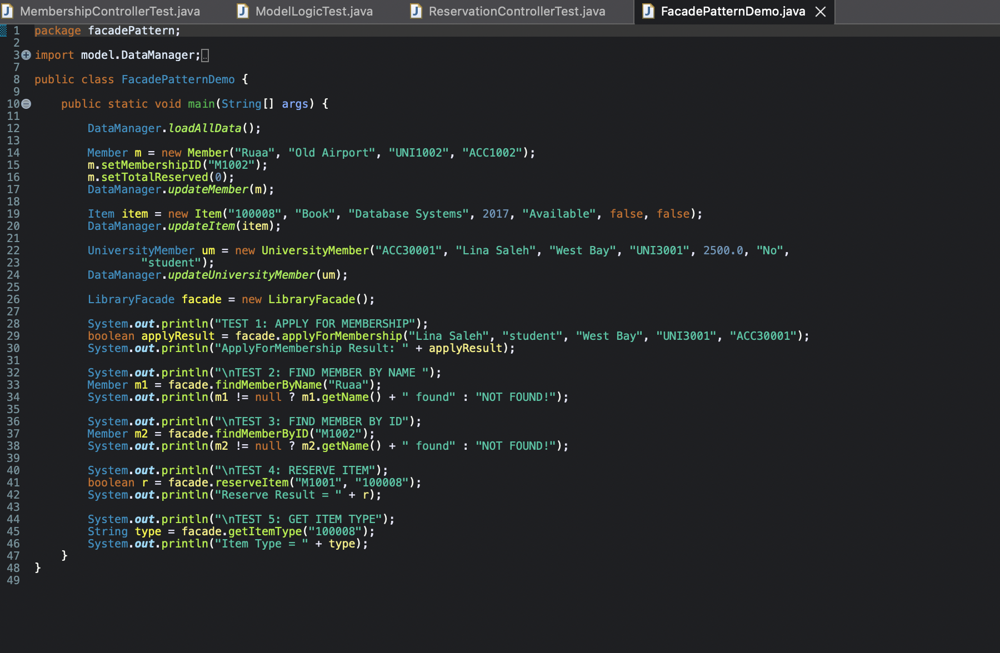 MembershipControllerTest.java ModelLogicTest.java ReservationControllerTest.java FacadePatternDemo.java
1 package facadePattern;
2
3 import model.DataManager;
7
8 public class FacadePatternDemo {
9
10 public static void main(String[] args) {
11
12 DataManager.loadAllData();
13
14 Member m = new Member("Ruaa", "Old Airport", "UNI1002", "ACC1002");
15 m.setMembershipID("M1002");
16 m.setTotalReserved(0);
17 DataManager.updateMember(m);
18
19 Item item = new Item("100008", "Book", "Database Systems", 2017, "Available", false, false);
20 DataManager.updateItem(item);
21
22 UniversityMember um = new UniversityMember("ACC30001", "Lina Saleh", "West Bay", "UNI3001", 2500.0, "No",
23 "student");
24 DataManager.updateUniversityMember(um);
25
26 LibraryFacade facade = new LibraryFacade();
27
28 System.out.println("TEST 1: APPLY FOR MEMBERSHIP");
29 boolean applyResult = facade.applyForMembership("Lina Saleh", "student", "West Bay", "UNI3001", "ACC30001");
30 System.out.println("ApplyForMembership Result: " + applyResult);
31
32 System.out.println("\nTEST 2: FIND MEMBER BY NAME ");
33 Member m1 = facade.findMemberByName("Ruaa");
34 System.out.println(m1 != null ? m1.getName() + " found" : "NOT FOUND!");
35
36 System.out.println("\nTEST 3: FIND MEMBER BY ID");
37 Member m2 = facade.findMemberByID("M1002");
38 System.out.println(m2 != null ? m2.getName() + " found" : "NOT FOUND!");
39
40 System.out.println("\nTEST 4: RESERVE ITEM");
41 boolean r = facade.reserveItem("M1001", "100008");
42 System.out.println("Reserve Result = " + r);
43
44 System.out.println("\nTEST 5: GET ITEM TYPE");
45 String type = facade.getItemType("100008");
46 System.out.println("Item Type = " + type);
47 }
48 }
49